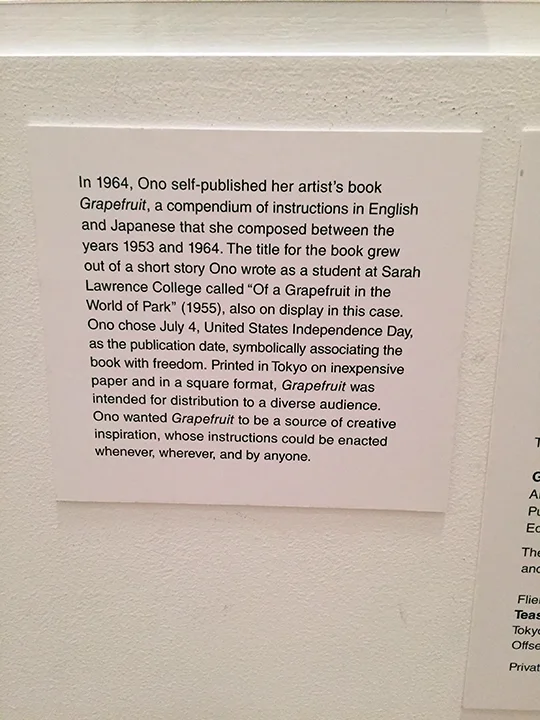 In 1964, Ono self-published her artist's book
Grapefruit, a compendium of instructions in English
and Japanese that she composed between the
years 1953 and 1964. The title for the book grew
out of a short story Ono wrote as a student at Sarah
Lawrence College called “Of a Grapefruit in the
World of Park” (1955), also on display in this case.
Ono chose July 4, United States Independence Day,
as the publication date, symbolically associating the
book with freedom. Printed in Tokyo on inexpensive
paper and in a square format, Grapefruit was
intended for distribution to a diverse audience.
Ono wanted Grapefruit to be a source of creative
inspiration, whose instructions could be enacted
whenever, wherever, and by anyone.
The
and